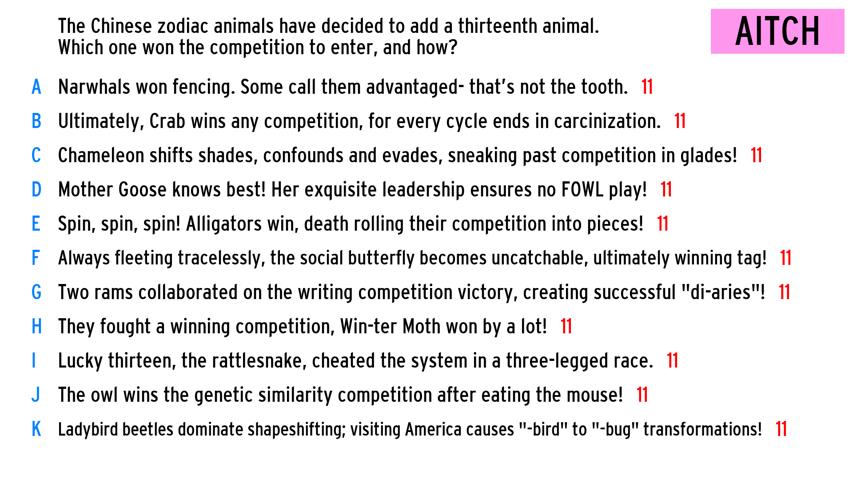 The Chinese zodiac animals have decided to add a thirteenth animal.
Which one won the competition to enter, and how?
AITCH
A Narwhals won fencing. Some call them advantaged- that's not the tooth. 11
B Ultimately, Crab wins any competition, for every cycle ends in carcinization. 11
C Chameleon shifts shades, confounds and evades, sneaking past competition in glades! 11
D Mother Goose knows best! Her exquisite leadership ensures no FOWL play! 11
E Spin, spin, spin! Alligators win, death rolling their competition into pieces! 11
F Always fleeting tracelessly, the social butterfly becomes uncatchable, ultimately winning tag! 11
G Two rams collaborated on the writing competition victory, creating successful "di-aries"! 11
H They fought a winning competition, Win-ter Moth won by a lot! 11
I Lucky thirteen, the rattlesnake, cheated the system in a three-legged race. 11
J The owl wins the genetic similarity competition after eating the mouse! 11
K Ladybird beetles dominate shapeshifting; visiting America causes "-bird" to "-bug" transformations! 11